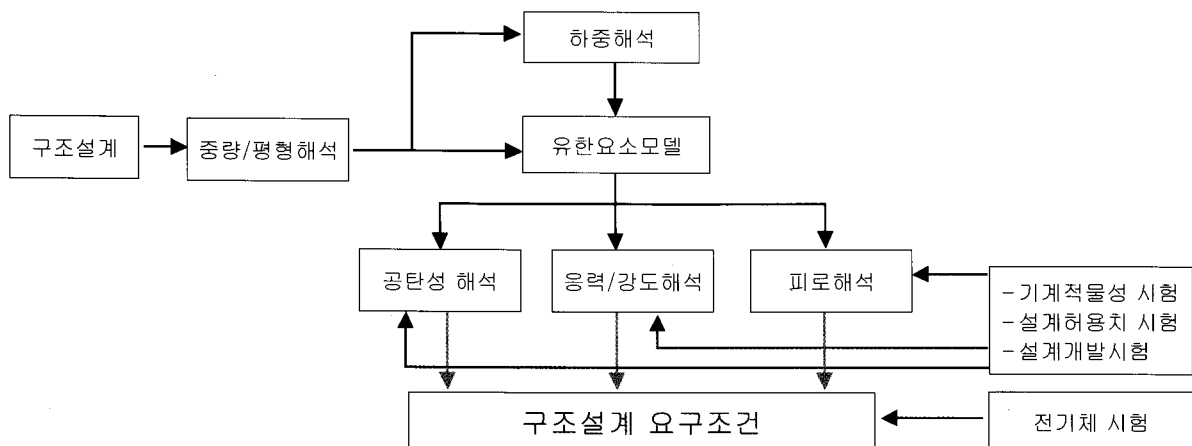 하중해석
구조설계
중량/평형해석
유한요소모델
공탄성 해석
응력/강도해석
피로해석
-기계적물성 시험
-설계허용치 시험
-설계개발시험
구조설계 요구조건
전기체 시험